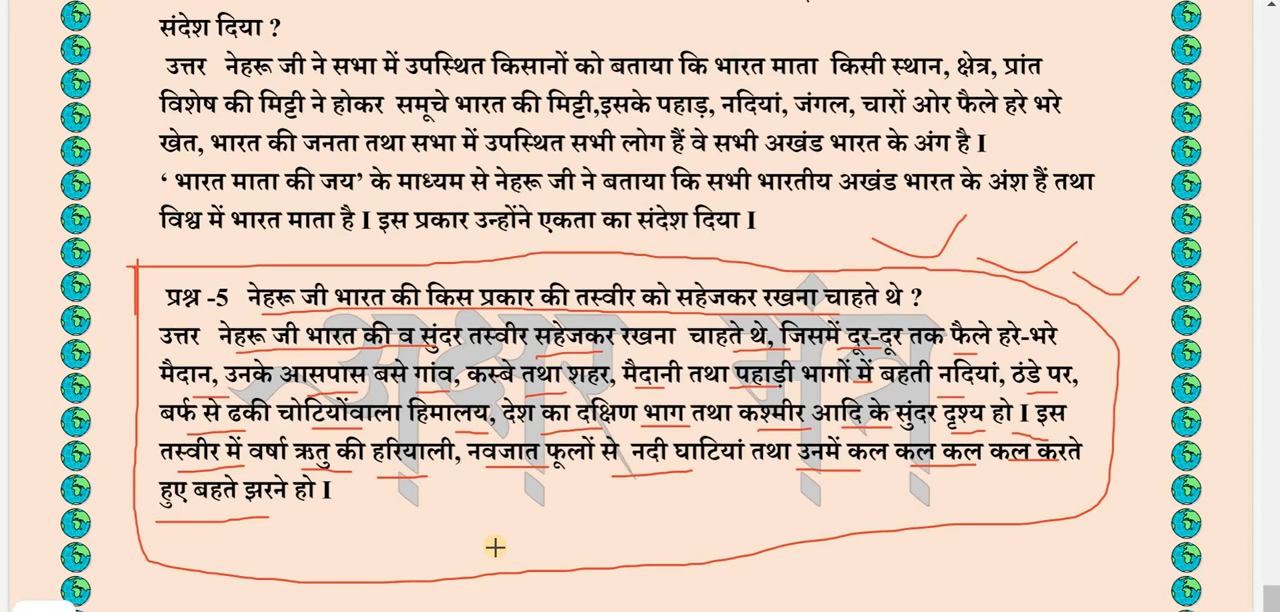 संदेश दिया ?
उत्तर नेहरू जी ने सभा में उपस्थित किसानों को बताया कि भारत माता किसी स्थान, क्षेत्र, प्रांत
विशेष की मिट्टी ने होकर समूचे भारत की मिट्टी,इसके पहाड़, नदियां, जंगल, चारों ओर फैले हरे भरे
खेत, भारत की जनता तथा सभा में उपस्थित सभी लोग हैं वे सभी अखंड भारत के अंग है I
‘ भारत माता की जय’ के माध्यम से नेहरू जी ने बताया कि सभी भारतीय अखंड भारत के अंश हैं तथा
विश्व में भारत माता है I इस प्रकार उन्होंने एकता का संदेश दिया I
प्रश्न -5 नेहरू जी भारत की किस प्रकार की तस्वीर को सहेजकर रखना चाहते थे ?
उत्तर नेहरू जी भारत की व सुंदर तस्वीर सहेजकर रखना चाहते थे, जिसमें दूर-दूर तक फैले हरे-भरे
मैदान, उनके आसपास बसे गांव, कस्बे तथा शहर, मैदानी तथा पहाड़ी भागों में बहती नदियां, ठंडे पर,
बर्फ से ढकी चोटियोंवाला हिमालय, देश का दक्षिण भाग तथा कश्मीर आदि के सुंदर दृश्य हो I इस
तस्वीर में वर्षा ऋतु की हरियाली, नवजात फूलों से नदी घाटियां तथा उनमें कल कल कल कल करते
हुए बहते झरने हो I